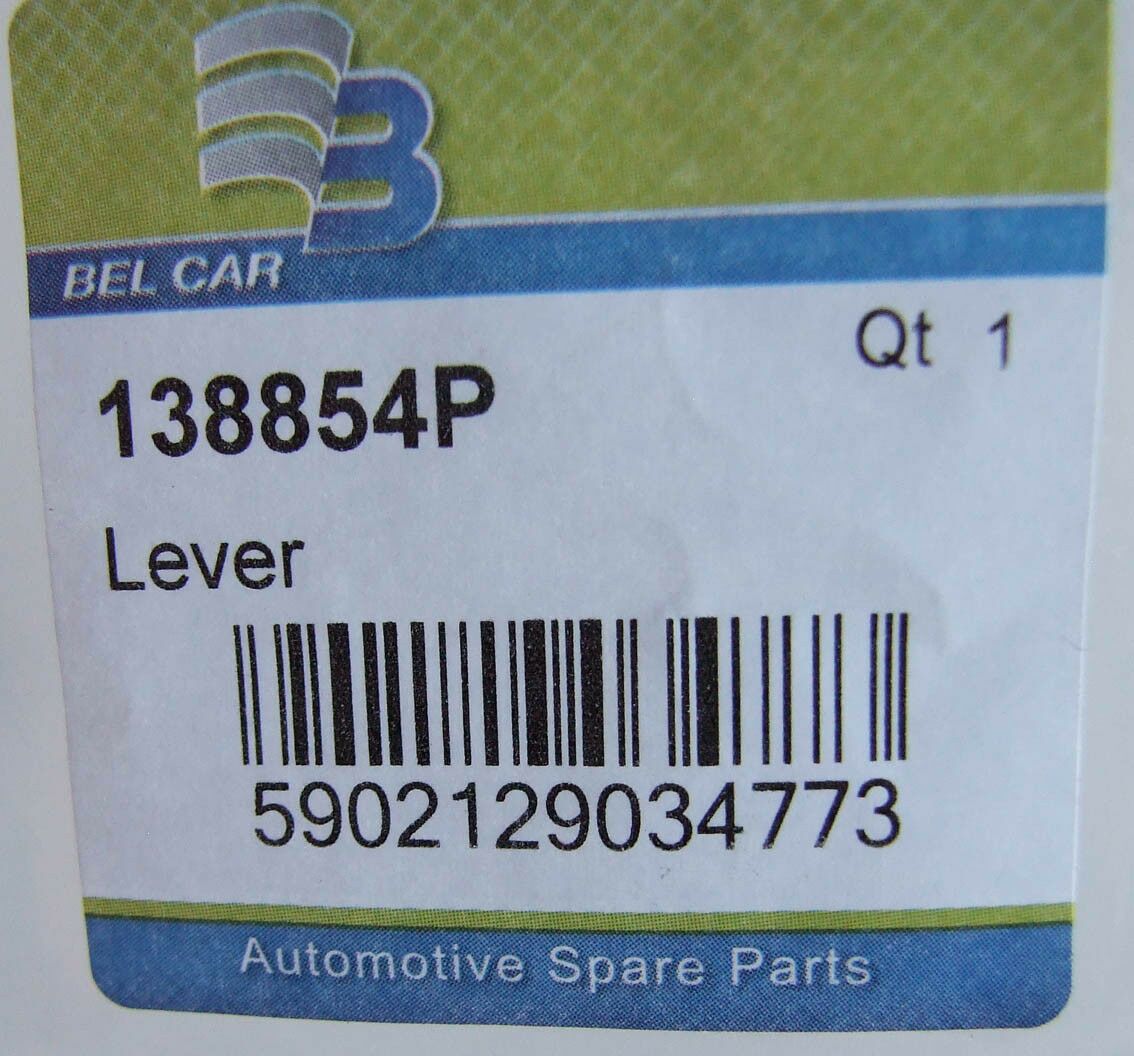 B
BEL CAR
Qt 1
138854P
Lever
5902129034773
Automotive Spare Parts